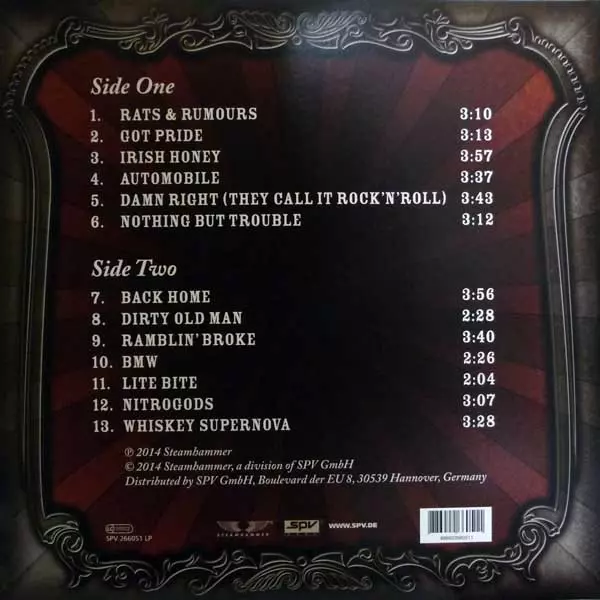 Side One
1. RATS & RUMOURS 3:10
2. GOT PRIDE 3:13
3. IRISH HONEY 3:57
4. AUTOMOBILE 3:37
5. DAMN RIGHT (THEY CALL IT ROCK'N'ROLL) 3:43
6. NOTHING BUT TROUBLE 3:12
Side Two
7. BACK HOME 3:56
8. DIRTY OLD MAN 2:28
9. RAMBLIN' BROKE 3:40
10. BMW 2:26
11. LITE BITE 2:04
12. NITROGODS 3:07
13. WHISKEY SUPERNOVA 3:28
℗ 2014 Steamhammer
© 2014 Steamhammer, a division of SPV GmbH
Distributed by SPV GmbH, Boulevard der EU 8, 30539 Hannover, Germany
SPV 266051 LP
STEAMHAMMER
SPV
WWW.SPV.DE